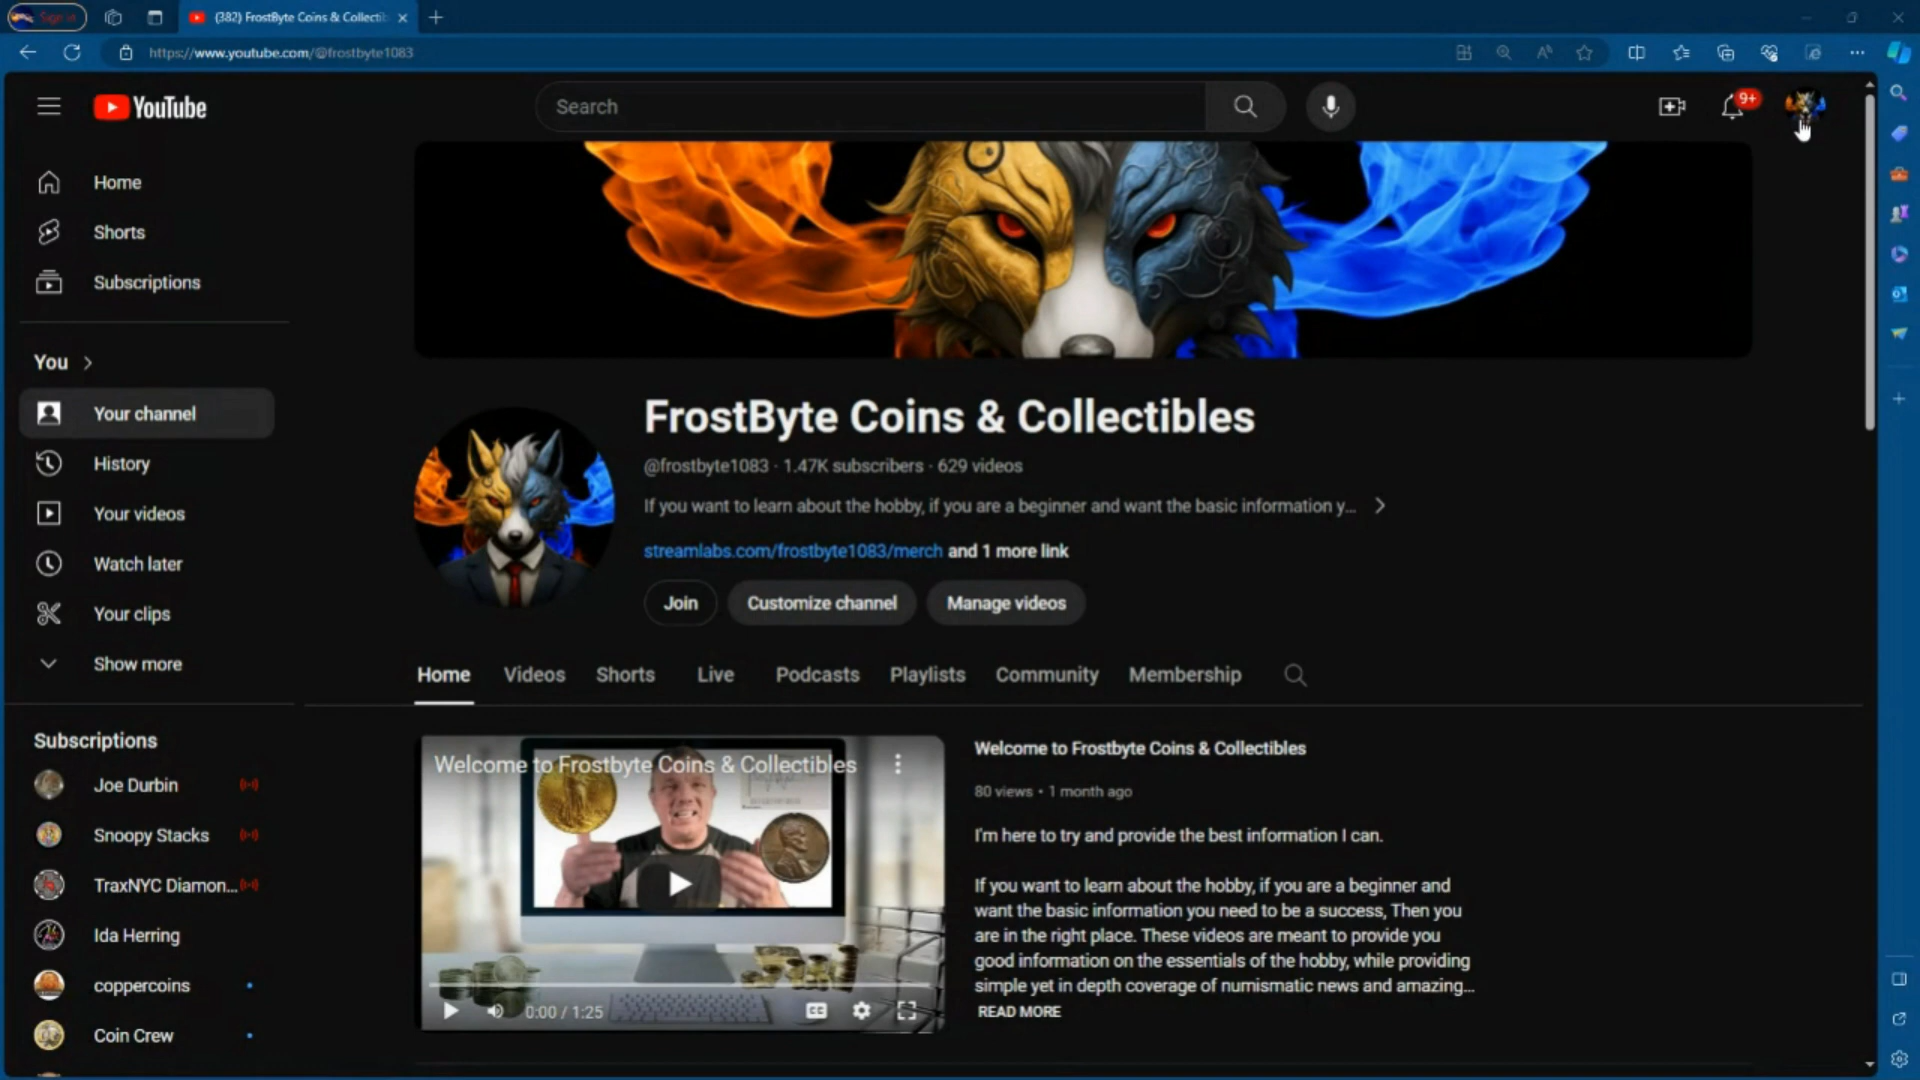 Sign in
(382) FrostByte Coins & Collectib
https://www.youtube.com/@frostbyte1083
YouTube
Search
9+
Home
Shorts
Subscriptions
You
Your channel
History
Your videos
Watch later
Your clips
Show more
Subscriptions
Joe Durbin
Snoopy Stacks
TraxNYC Diamon...
Ida Herring
coppercoins
Coin Crew
FrostByte Coins & Collectibles
@frostbyte1083 · 1.47K subscribers · 629 videos
If you want to learn about the hobby, if you are a beginner and want the basic information y...
streamlabs.com/frostbyte1083/merch and 1 more link
Join
Customize channel
Manage videos
Home
Videos
Shorts
Live
Podcasts
Playlists
Community
Membership
Welcome to Frostbyte Coins & Collectibles
0:00 / 1:25
CC
Welcome to Frostbyte Coins & Collectibles
80 views • 1 month ago
I'm here to try and provide the best information I can.
If you want to learn about the hobby, if you are a beginner and
want the basic information you need to be a success, Then you
are in the right place. These videos are meant to provide you
good information on the essentials of the hobby, while providing
simple yet in depth coverage of numismatic news and amazing...
READ MORE